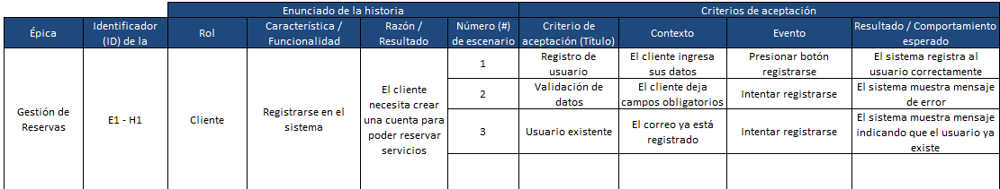 Enunciado de la historia
Criterios de aceptación
Épica
Identificador
(ID) de la
Rol
Característica /
Funcionalidad
Razón /
Resultado
Número (#)
de escenario
Criterio de
aceptación (Título)
Contexto
Evento
Resultado / Comportamiento
esperado
Gestión de
Reservas
E1 - H1
Cliente
Registrarse en el
sistema
El cliente
necesita crear
una cuenta para
poder reservar
servicios
1
Registro de
usuario
El cliente ingresa
sus datos
Presionar botón
registrarse
El sistema registra al
usuario correctamente
2
Validación de
datos
El cliente deja
campos obligatorios
Intentar registrarse
El sistema muestra mensaje
de error
3
Usuario existente
El correo ya está
registrado
Intentar registrarse
El sistema muestra mensaje
indicando que el usuario ya
existe